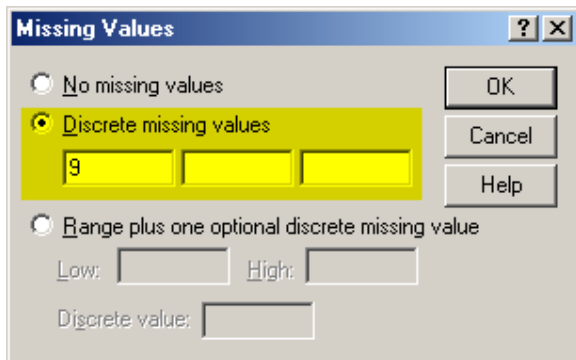 Missing Values
No missing values
OK
Discrete missing values
Cancel
9
Help
Range plus one optional discrete missing value
Low: High:
Discrete value: